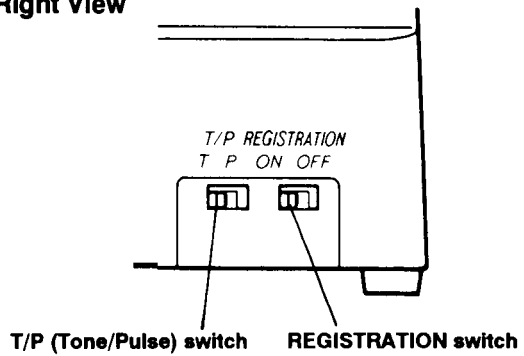 Right View
T/P REGISTRATION
T P ON OFF
T/P (Tone/Pulse) switch REGISTRATION switch